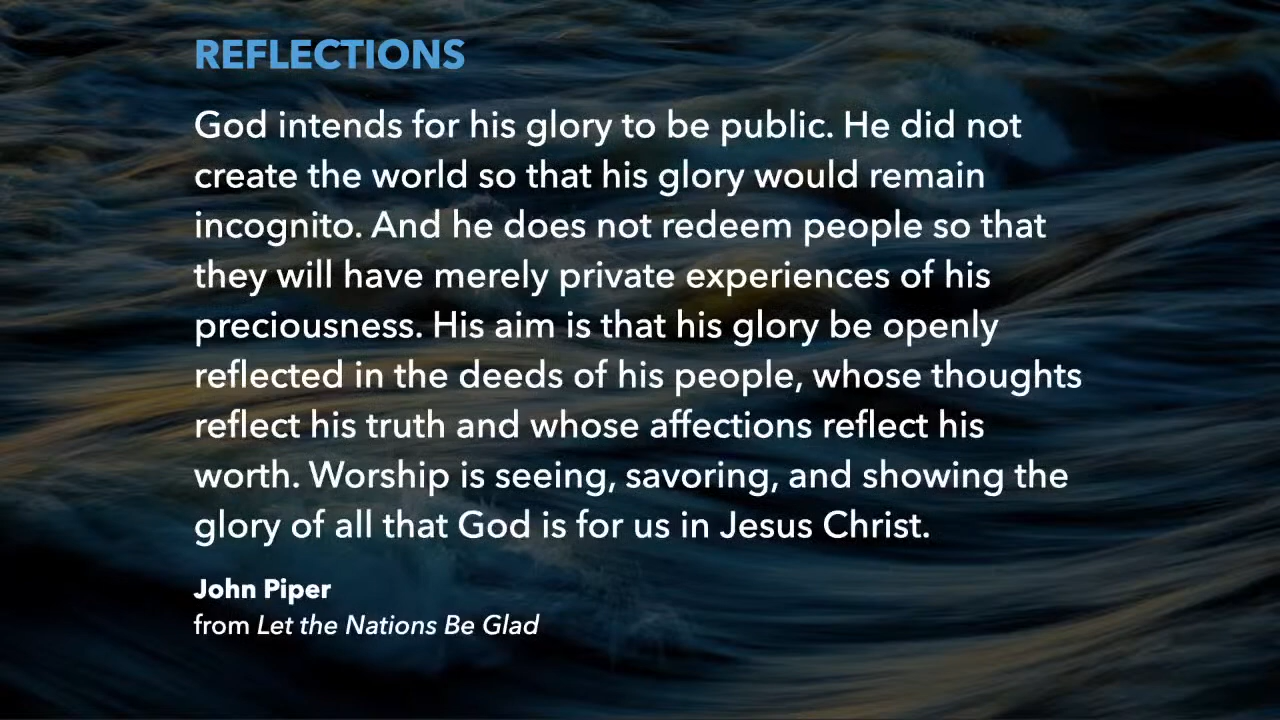 REFLECTIONS
God intends for his glory to be public. He did not
create the world so that his glory would remain
incognito. And he does not redeem people so that
they will have merely private experiences of his
preciousness. His aim is that his glory be openly
reflected in the deeds of his people, whose thoughts
reflect his truth and whose affections reflect his
worth. Worship is seeing, savoring, and showing the
glory of all that God is for us in Jesus Christ.
John Piper
from Let the Nations Be Glad